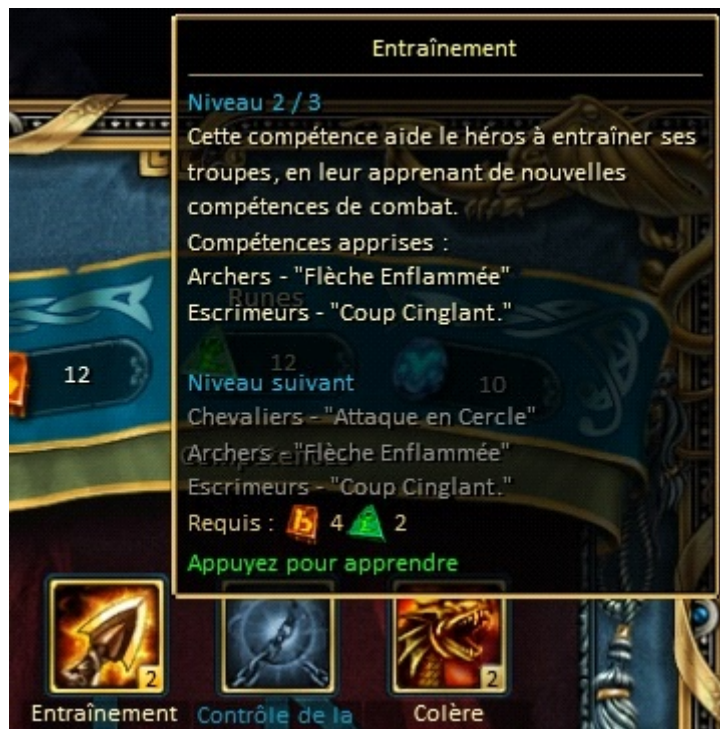 Entraînement
Niveau 2 / 3
Cette compétence aide le héros à entraîner ses
troupes, en leur apprenant de nouvelles
compétences de combat.
Compétences apprises :
Archers - "Flèche Enflammée"
Runes
Escrimeurs - "Coup Cinglant."
12
12
10
Niveau suivant
Chevaliers - "Attaque en Cercle"
Archers - "Flèche Enflammée"
Compétences
Escrimeurs - "Coup Cinglant."
Requis : 4 2
Appuyez pour apprendre
2
2
Entraînement
Contrôle de la
Colère